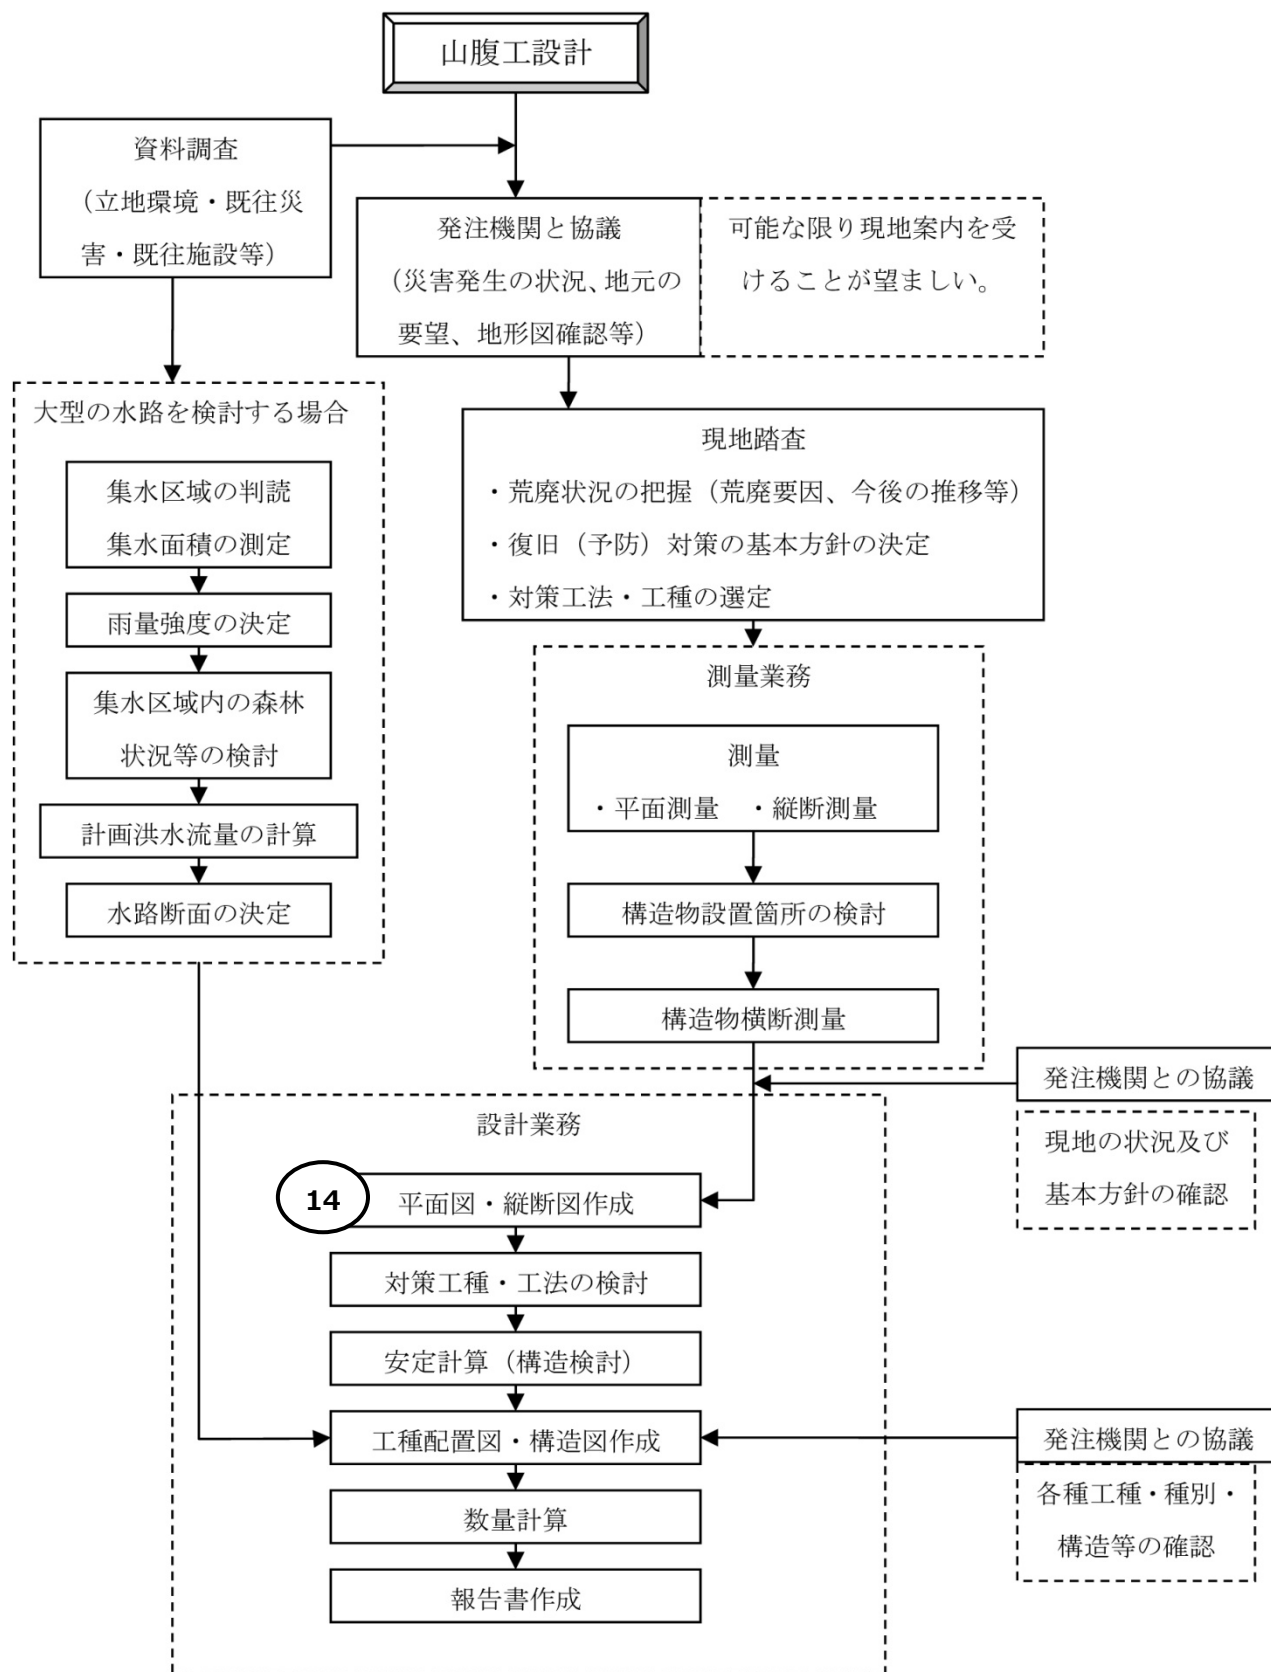 山腹工設計
資料調査
（立地環境・既往災
害・既往施設等）
発注機関と協議
（災害発生の状況、地元の
要望、地形図確認等）
可能な限り現地案内を受
けることが望ましい。
大型の水路を検討する場合
集水区域の判読
集水面積の測定
雨量強度の決定
集水区域内の森林
状況等の検討
計画洪水流量の計算
水路断面の決定
現地踏査
・荒廃状況の把握（荒廃要因、今後の推移等）
・復旧（予防）対策の基本方針の決定
・対策工法・工種の選定
測量業務
測量
・平面測量　・縦断測量
構造物設置箇所の検討
構造物横断測量
発注機関との協議
現地の状況及び
基本方針の確認
設計業務
14
平面図・縦断図作成
対策工種・工法の検討
安定計算（構造検討）
工種配置図・構造図作成
発注機関との協議
各種工種・種別・
構造等の確認
数量計算
報告書作成